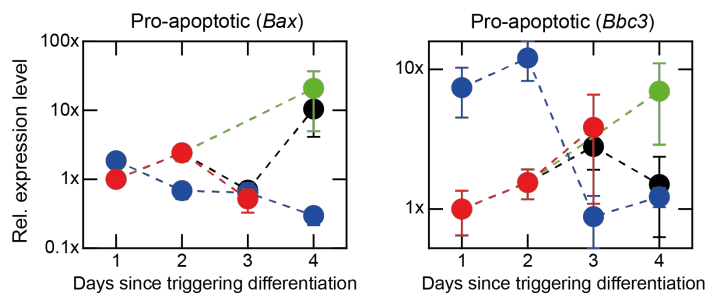 Pro-apoptotic (Bax)
Rel. expression level
100x
10x
1x
0.1x
1 2 3 4
Days since triggering differentiation
Pro-apoptotic (Bbc3)
10x
1x
1 2 3 4
Days since triggering differentiation